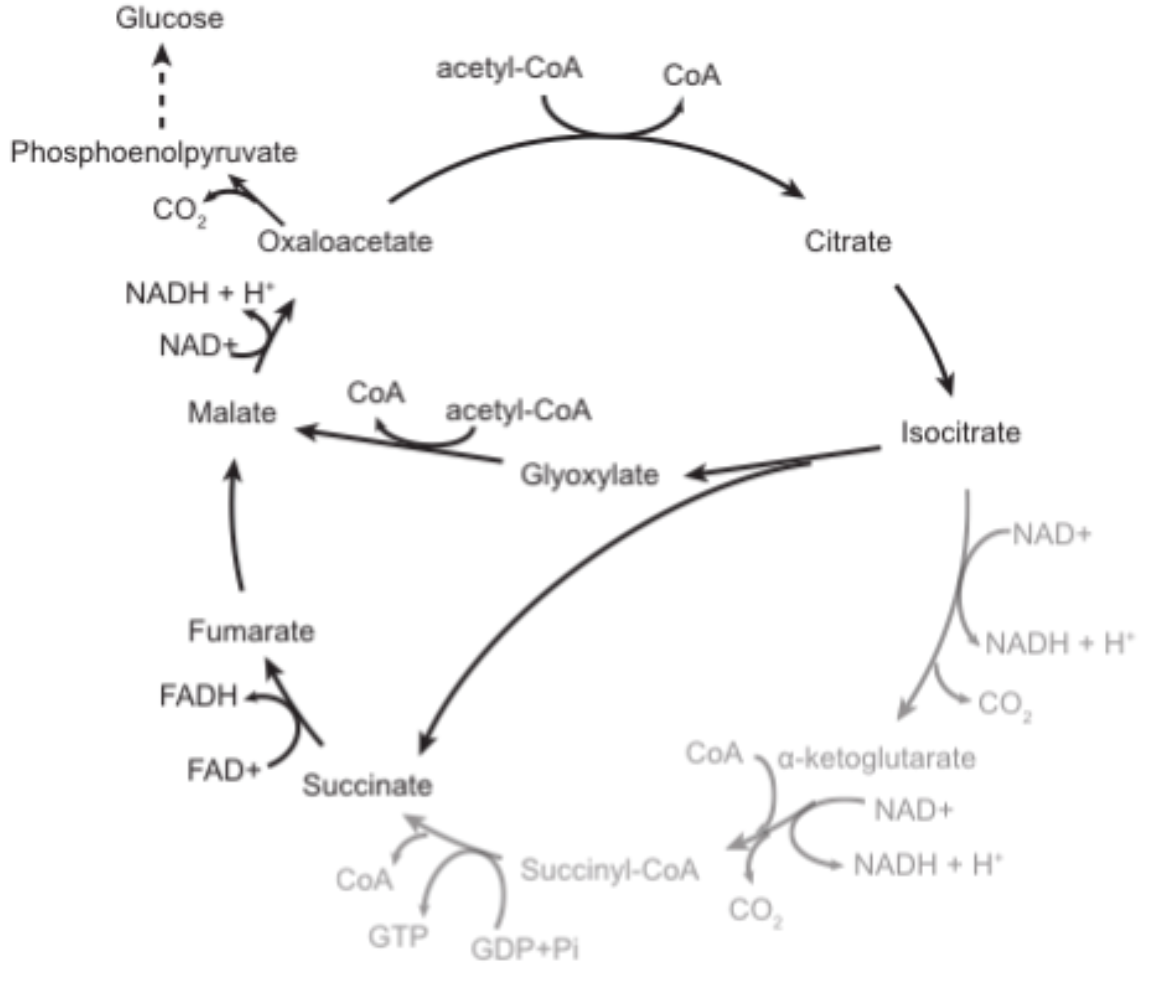 Glucose
acetyl-CoA
CoA
Phosphoenolpyruvate
CO₂
Oxaloacetate
Citrate
NADH + H⁺
NAD+
CoA
acetyl-CoA
Malate
Isocitrate
Glyoxylate
NAD+
Fumarate
NADH + H⁺
FADH
CO₂
CoA
α-ketoglutarate
FAD+
Succinate
NAD+
NADH + H⁺
Succinyl-CoA
CoA
CO₂
GTP
GDP+Pi